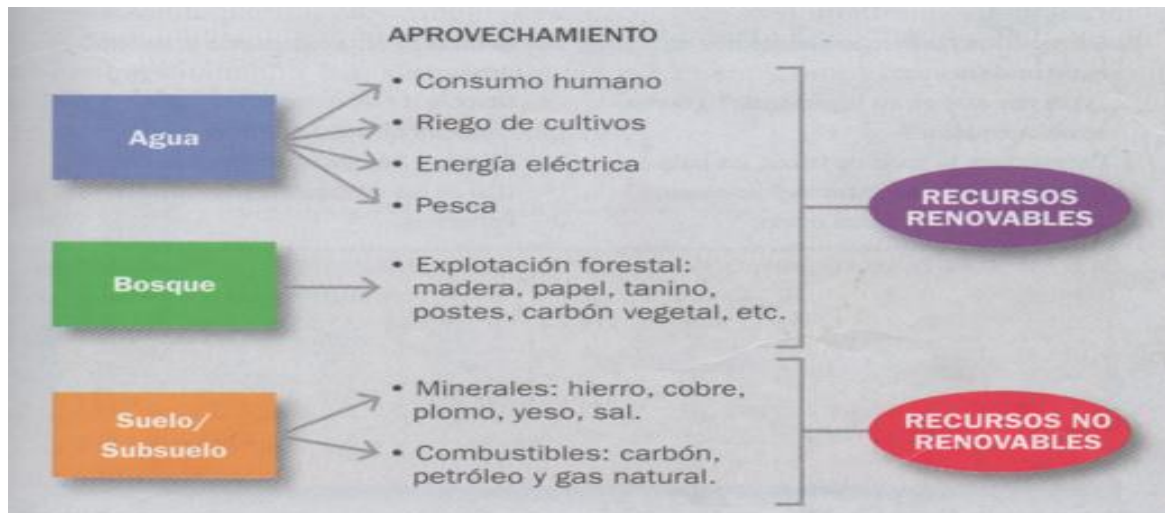 APROVECHAMIENTO
Agua
• Consumo humano
• Riego de cultivos
• Energía eléctrica
• Pesca
RECURSOS
RENOVABLES
Bosque
• Explotación forestal:
madera, papel, tanino,
postes, carbón vegetal, etc.
Suelo/
Subsuelo
• Minerales: hierro, cobre,
plomo, yeso, sal.
• Combustibles: carbón,
petróleo y gas natural.
RECURSOS NO
RENOVABLES